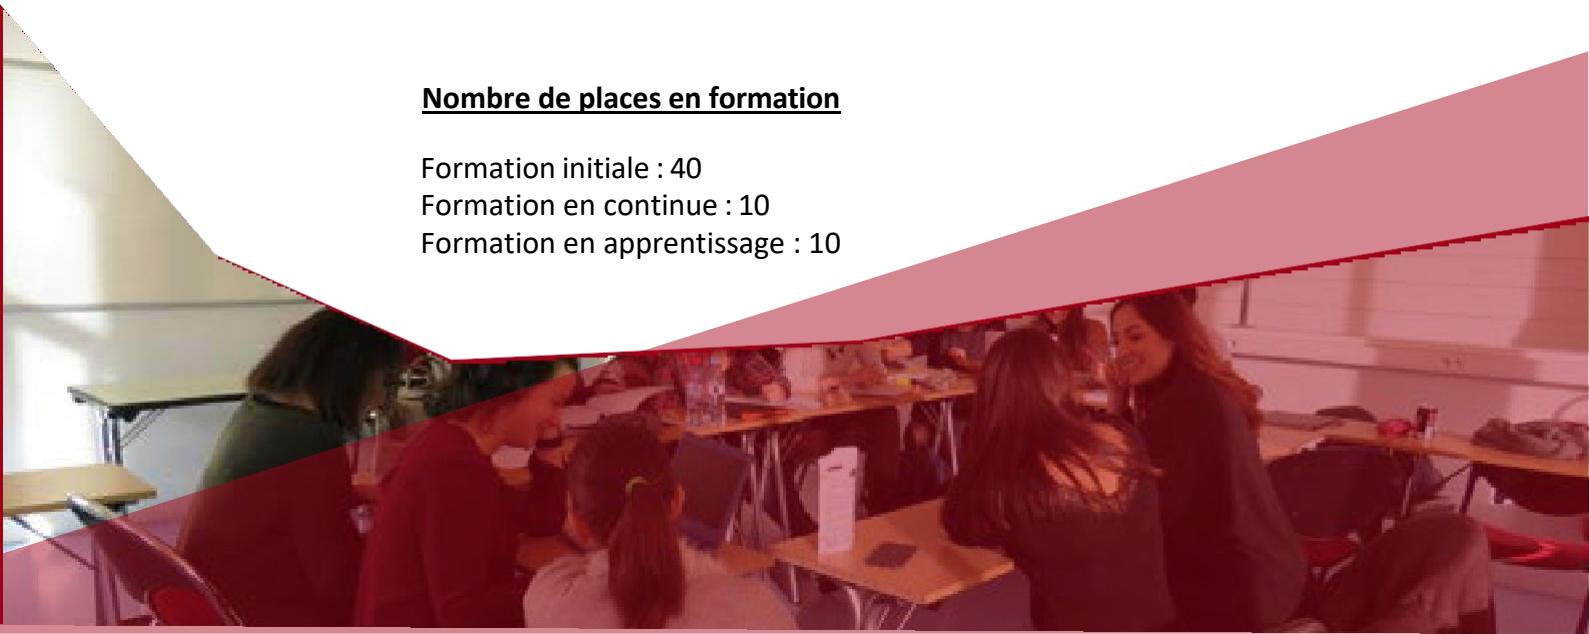 Nombre de places en formation
Formation initiale : 40
Formation en continue : 10
Formation en apprentissage : 10